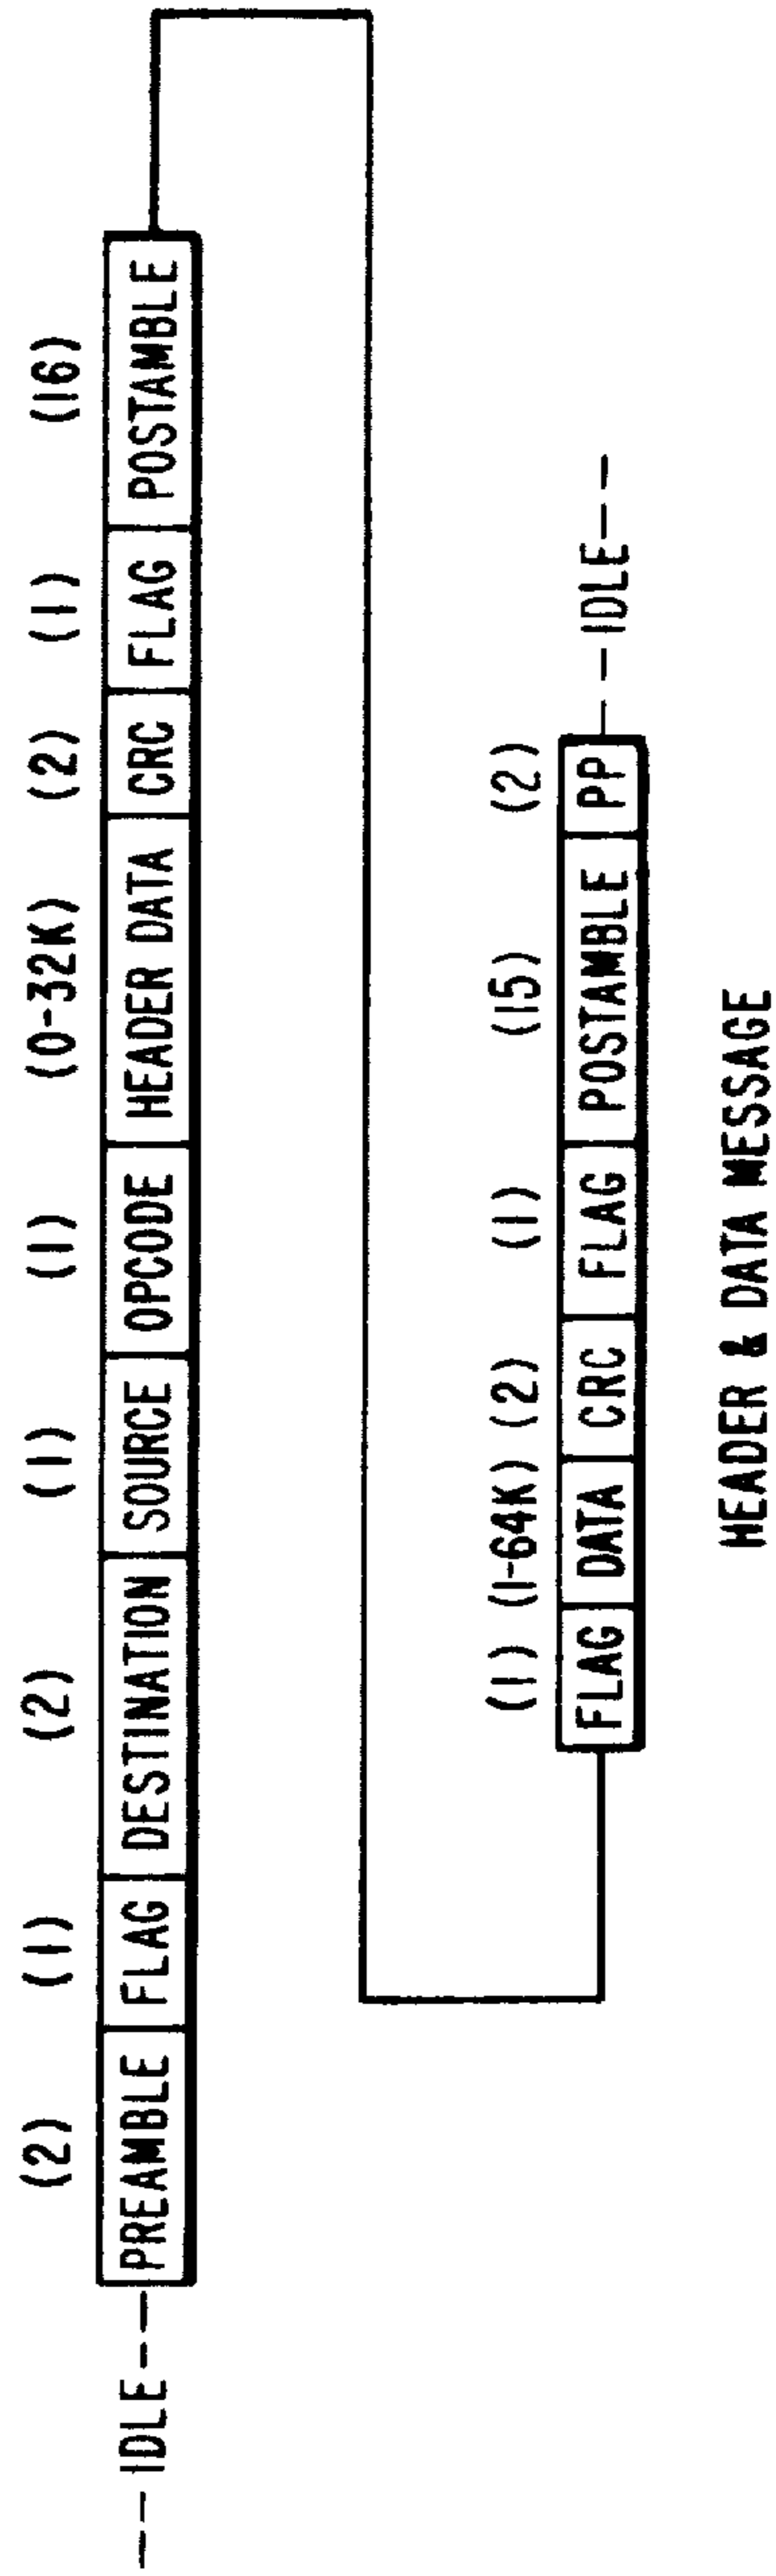 (2) (1) (2) (1) (1) (0-32K) (2) (1) (16)
-- IDLE -- PREAMBLE FLAG DESTINATION SOURCE OPCODE HEADER DATA CRC FLAG POSTAMBLE
(1) (1-64K) (2) (1) (15) (2)
FLAG DATA CRC FLAG POSTAMBLE PP -- IDLE --
HEADER & DATA MESSAGE